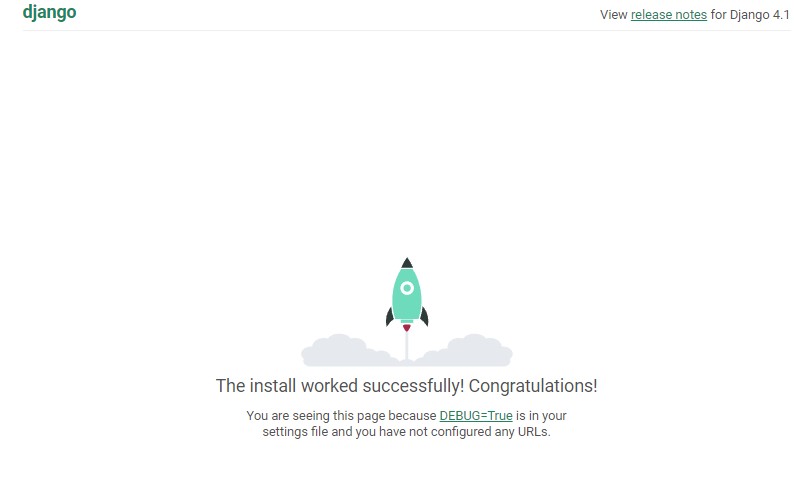 django
View release notes for Django 4.1
The install worked successfully! Congratulations!
You are seeing this page because DEBUG=True is in your
settings file and you have not configured any URLs.